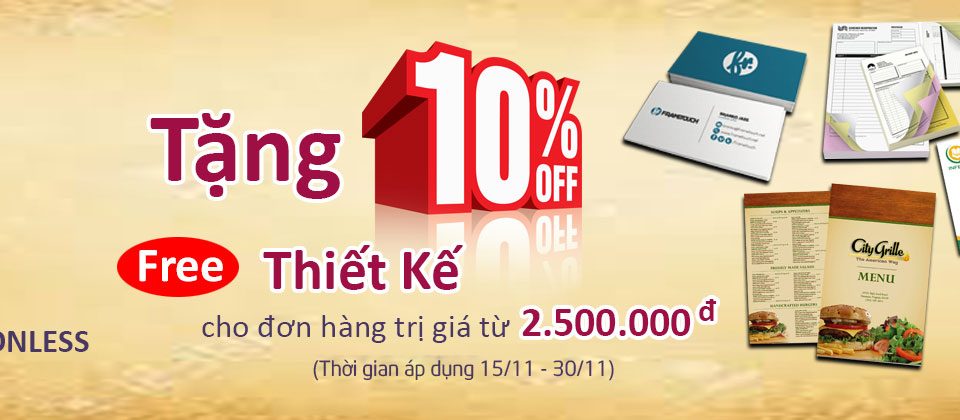 Tặng
10%
OFF
Free
Thiết Kế
cho đơn hàng trị giá từ 2.500.000 đ
ONLESS
(Thời gian áp dụng 15/11 - 30/11)
FRAMETOUCH
City Grille
The American Way
MENU